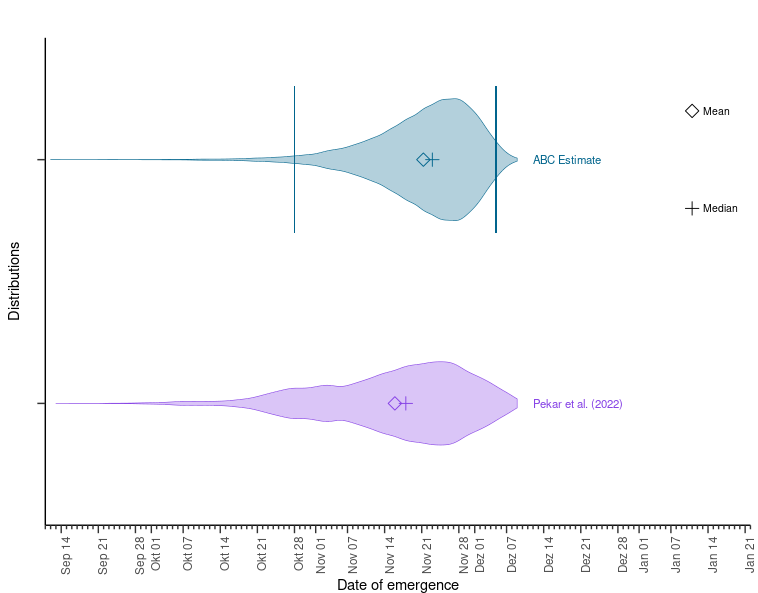 Mean
ABC Estimate
Median
Distributions
Pekar et al. (2022)
Sep 14
Sep 21
Sep 28
Okt 01
Okt 07
Okt 14
Okt 21
Okt 28
Nov 01
Nov 07
Nov 14
Nov 21
Nov 28
Dez 01
Dez 07
Dez 14
Dez 21
Dez 28
Jan 01
Jan 07
Jan 14
Jan 21
Date of emergence